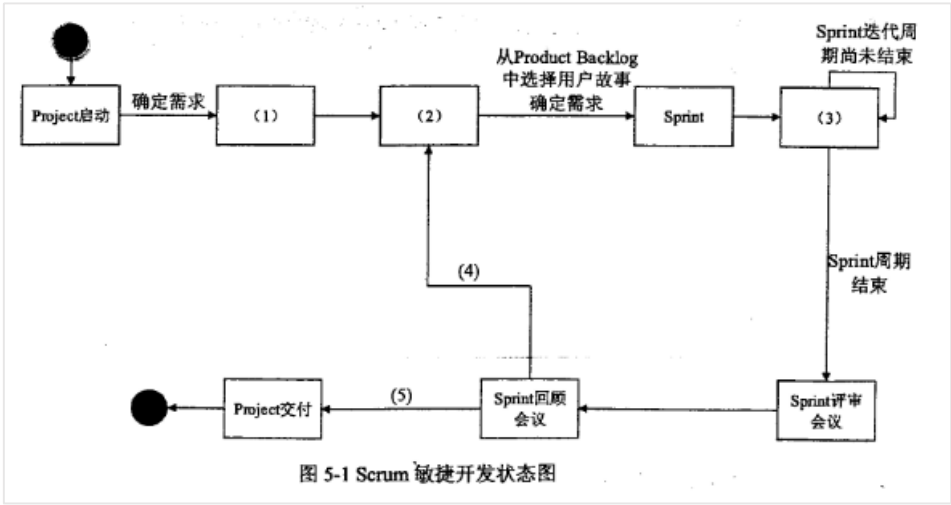 Sprint迭代周
期尚未结束
从Product Backlog
中选择用户故事
确定需求
确定需求
Project启动
(1)
(2)
Sprint
(3)
(4)
Sprint周期
结束
(5)
Project交付
Sprint回顾
会议
Sprint评审
会议
图 5-1 Scrum 敏捷开发状态图